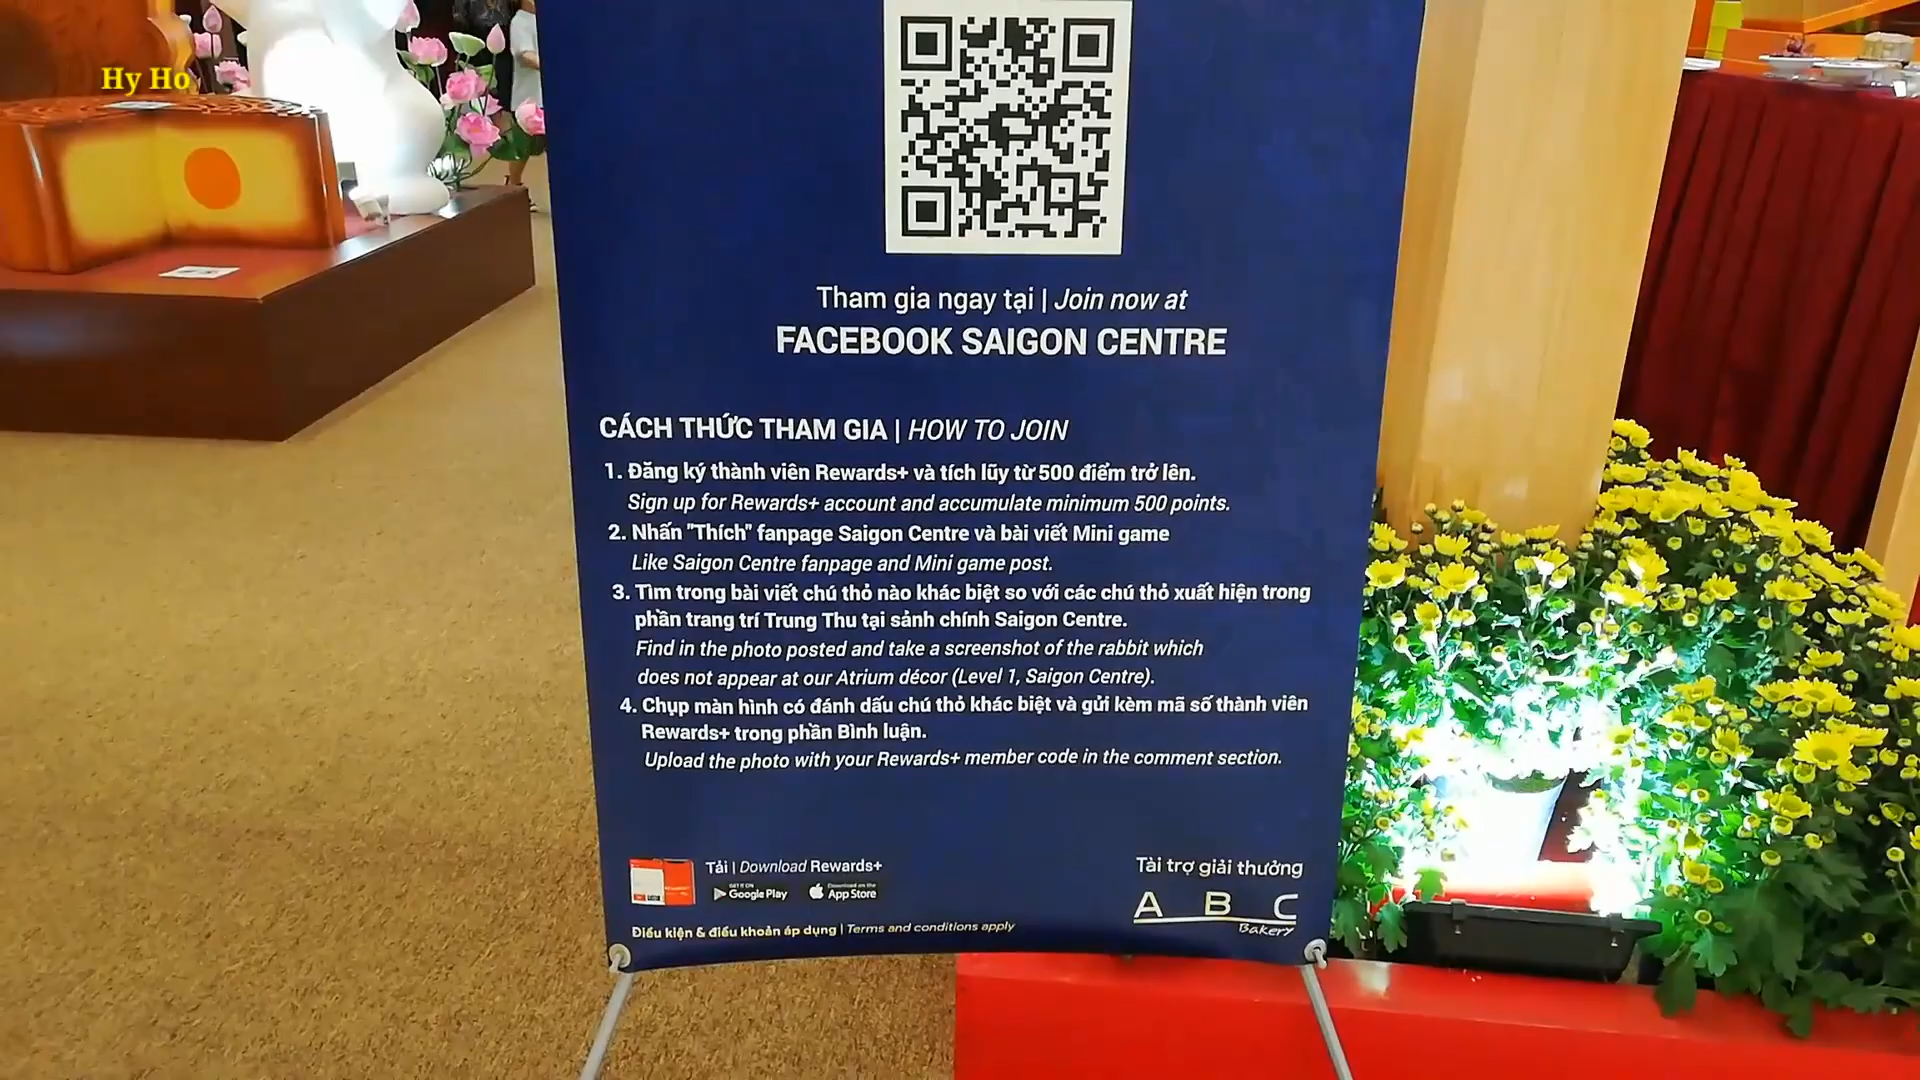 Hy Ho
Tham gia ngay tại | Join now at
FACEBOOK SAIGON CENTRE
CÁCH THỨC THAM GIA | HOW TO JOIN
1. Đăng ký thành viên Rewards+ và tích lũy từ 500 điểm trở lên.
Sign up for Rewards+ account and accumulate minimum 500 points.
2. Nhấn "Thích" fanpage Saigon Centre và bài viết Mini game
Like Saigon Centre fanpage and Mini game post.
3. Tìm trong bài viết chú thỏ nào khác biệt so với các chú thỏ xuất hiện trong
phần trang trí Trung Thu tại sảnh chính Saigon Centre.
Find in the photo posted and take a screenshot of the rabbit which
does not appear at our Atrium décor (Level 1, Saigon Centre).
4. Chụp màn hình có đánh dấu chú thỏ khác biệt và gửi kèm mã số thành viên
Rewards+ trong phần Bình luận.
Upload the photo with your Rewards+ member code in the comment section.
Tải | Download Rewards+
GET IT ON
Google Play
Download on the
App Store
Tài trợ giải thưởng
ABC
Bakery
Điều kiện & điều khoản áp dụng | Terms and conditions apply